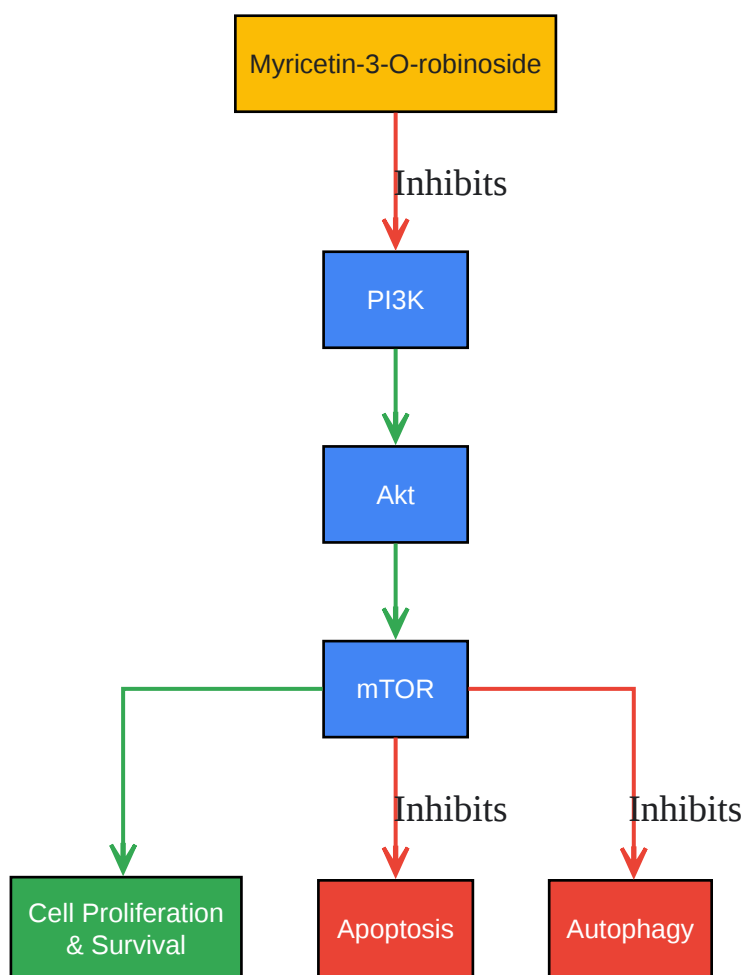 Myricetin-3-O-robinoside
Inhibits
PI3K
Akt
mTOR
Inhibits
Inhibits
Cell Proliferation
& Survival
Apoptosis
Autophagy